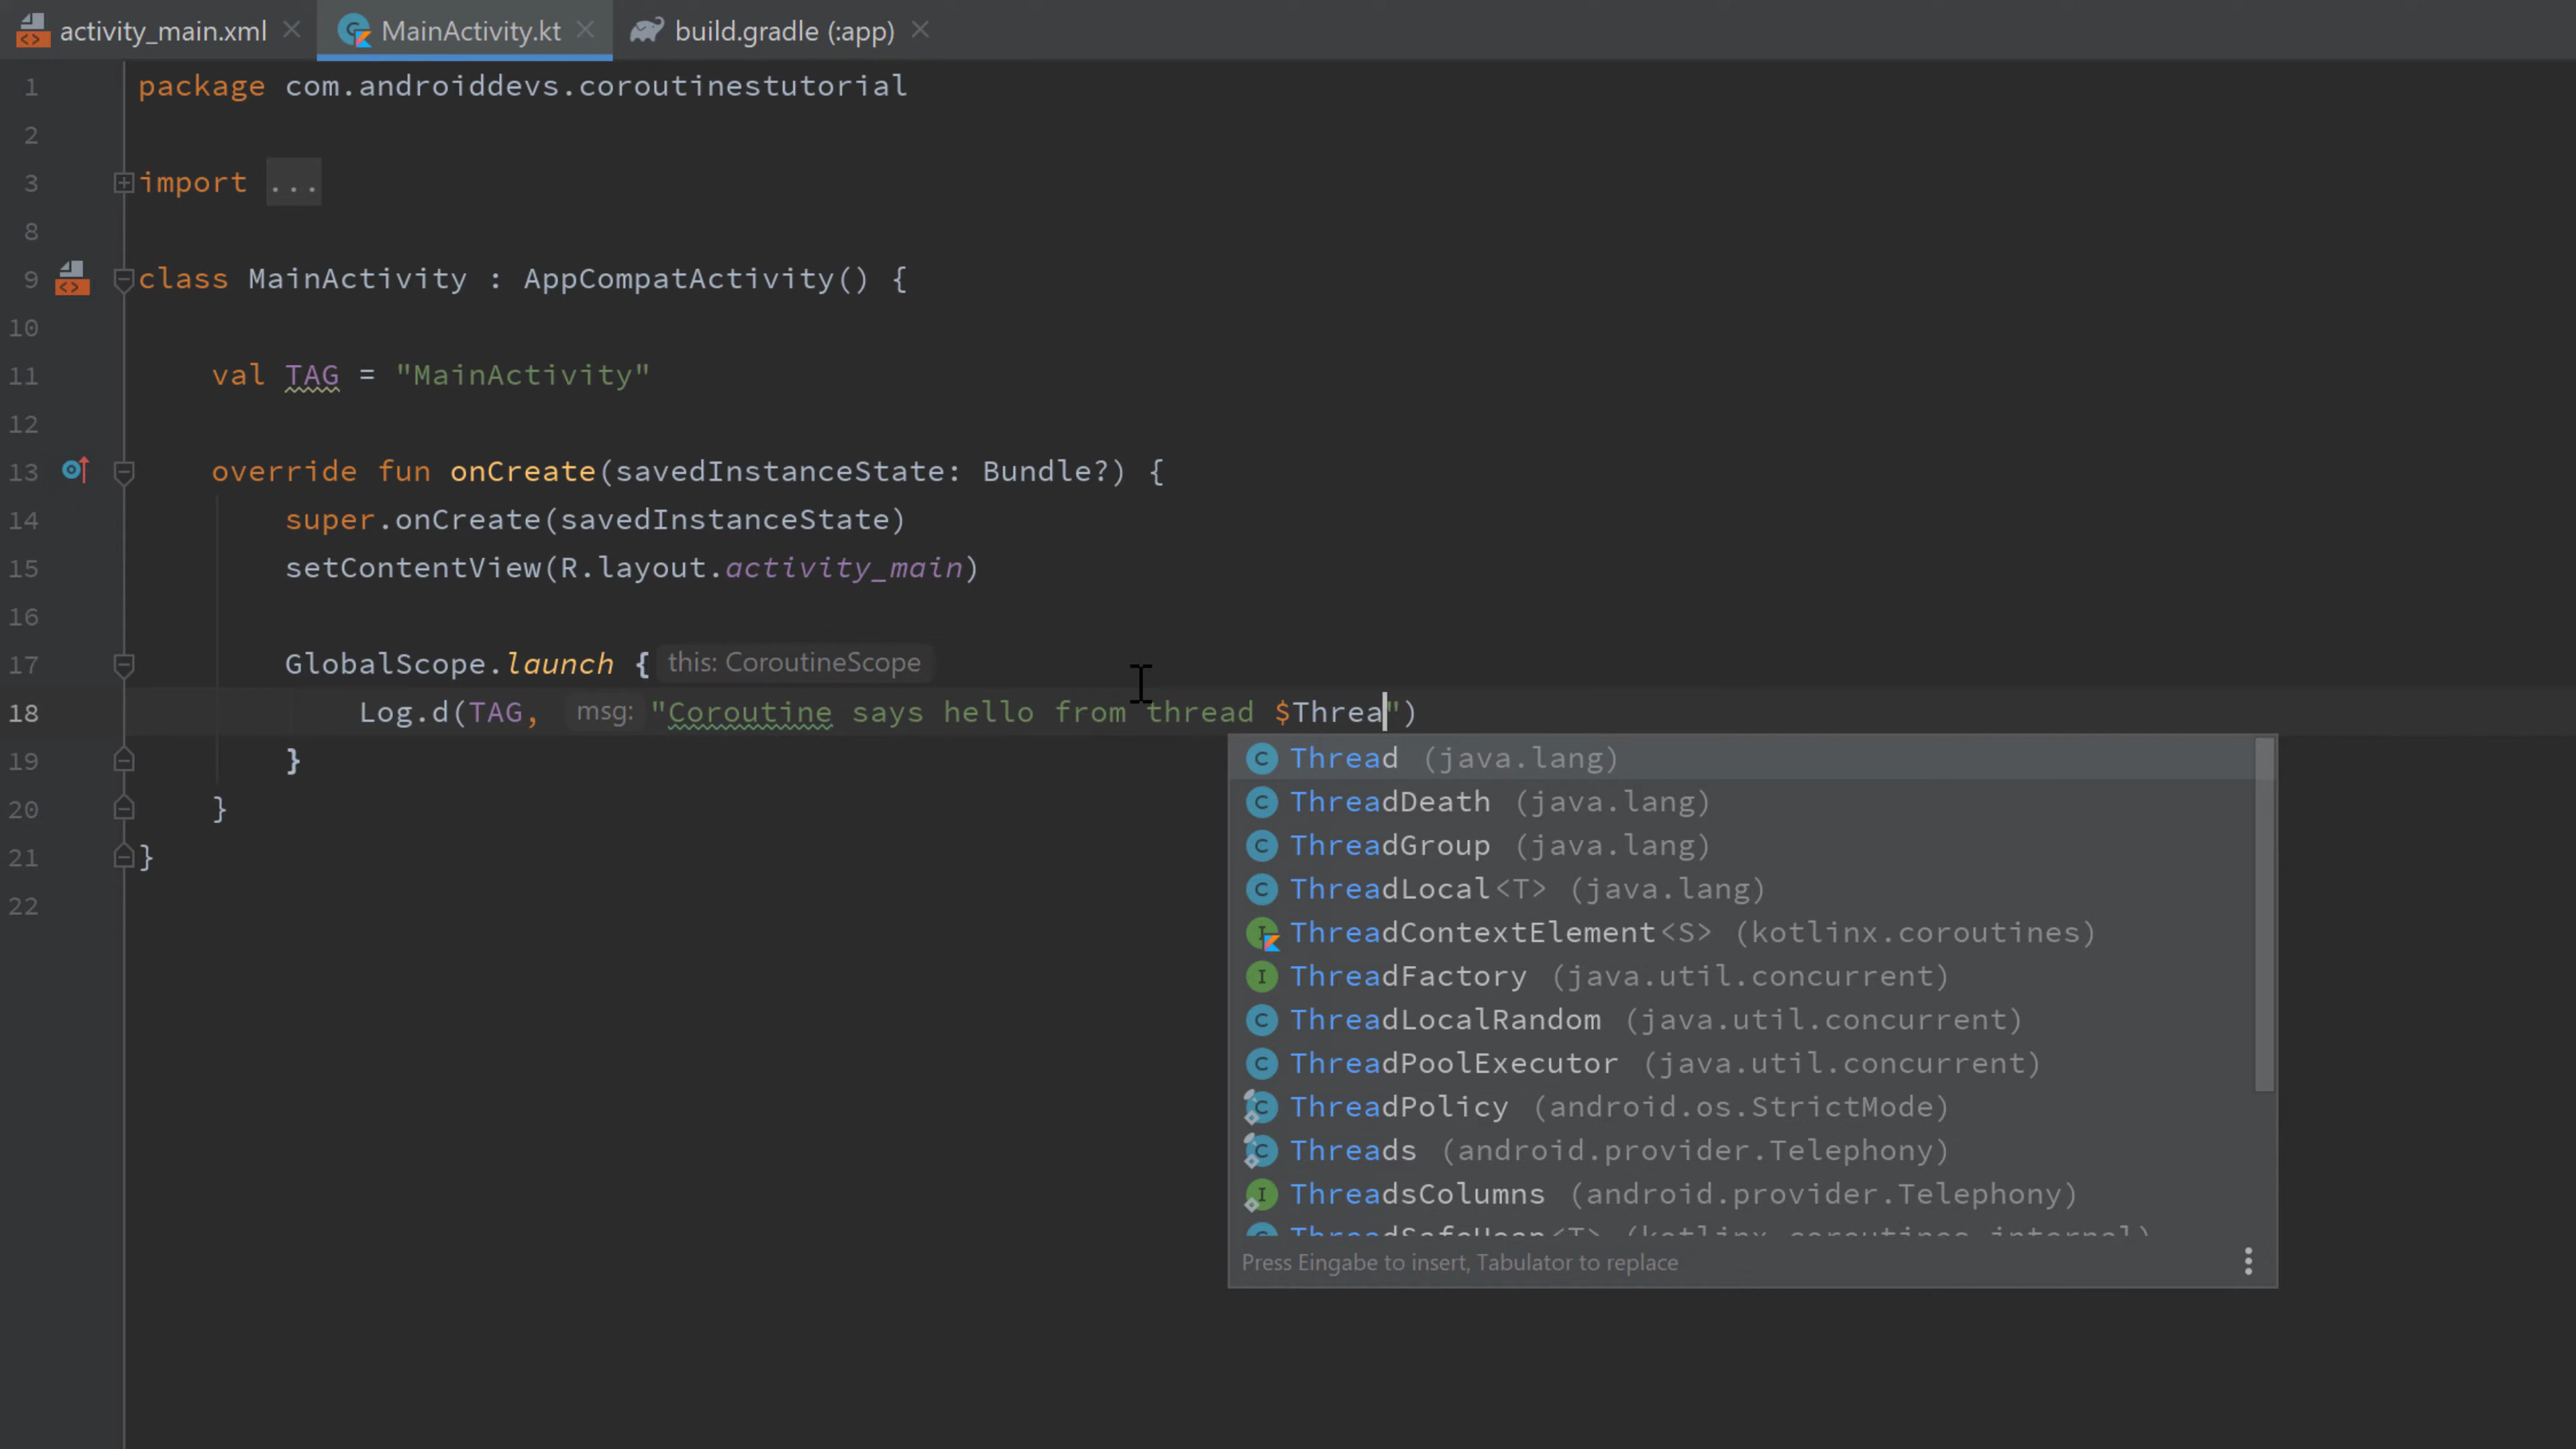 activity_main.xml MainActivity.kt build.gradle (:app)
1 package com.androiddevs.coroutinestutorial
2
3 import ...
8
9 class MainActivity : AppCompatActivity() {
10
11 val TAG = "MainActivity"
12
13 override fun onCreate(savedInstanceState: Bundle?) {
14 super.onCreate(savedInstanceState)
15 setContentView(R.layout.activity_main)
16
17 GlobalScope.launch { this: CoroutineScope
18 Log.d(TAG, msg: "Coroutine says hello from thread $Threa")
19 }
20 }
21 }
22
Thread (java.lang)
ThreadDeath (java.lang)
ThreadGroup (java.lang)
ThreadLocal<T> (java.lang)
ThreadContextElement<S> (kotlinx.coroutines)
ThreadFactory (java.util.concurrent)
ThreadLocalRandom (java.util.concurrent)
ThreadPoolExecutor (java.util.concurrent)
ThreadPolicy (android.os.StrictMode)
Threads (android.provider.Telephony)
ThreadsColumns (android.provider.Telephony)
ThreadSafeHeap<T> (kotlinx.coroutines.internal)
Press Eingabe to insert, Tabulator to replace